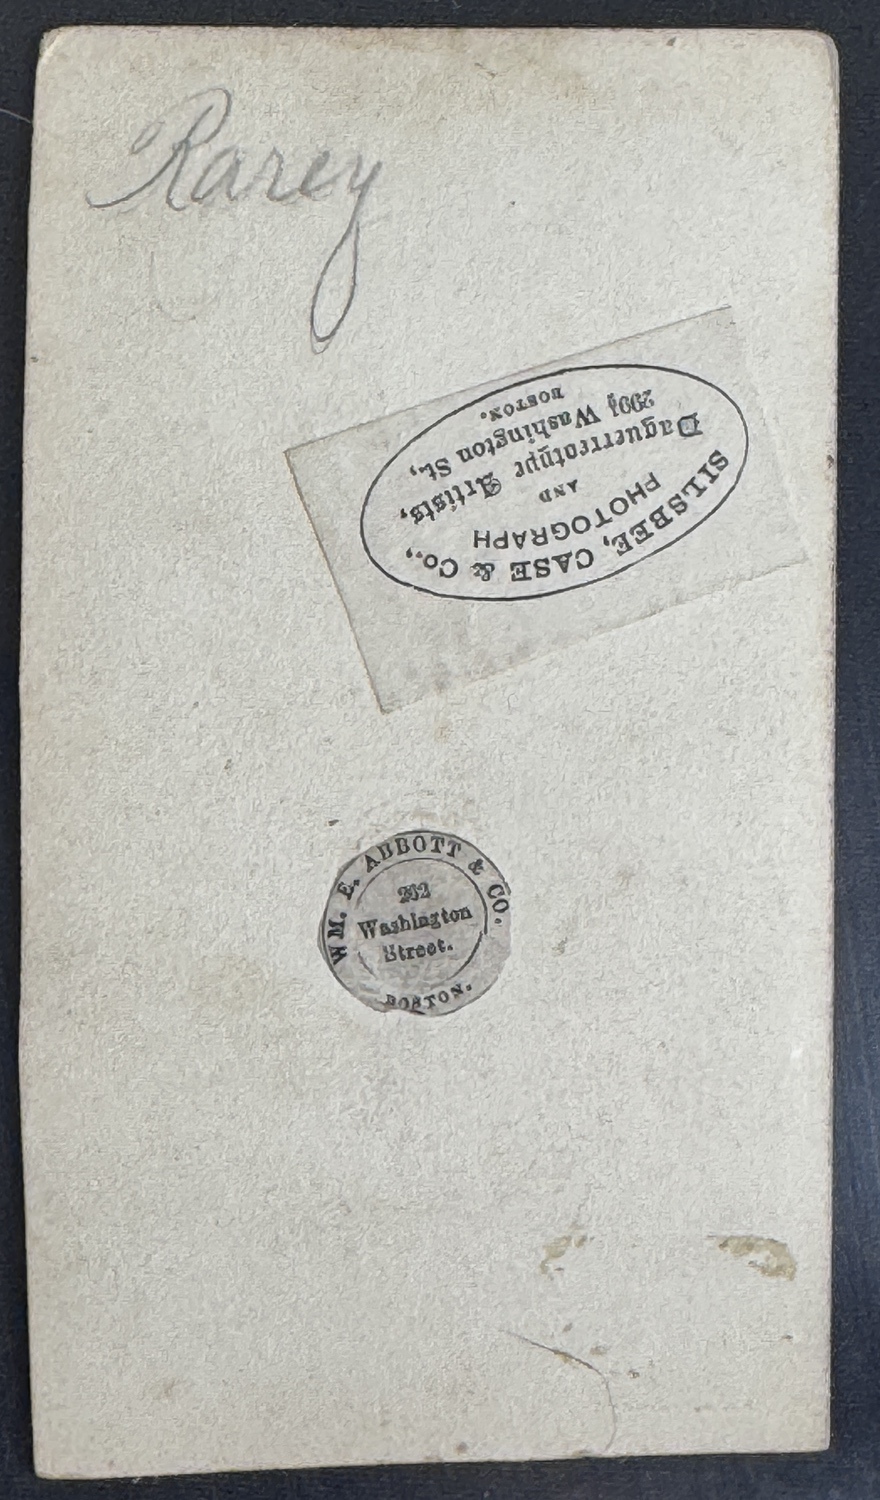 Rarey
SILSBEE, CASE & Co.,
PHOTOGRAPH
AND
Daguerreotype Artists,
299½ Washington St.,
BOSTON.
WM. E. ABBOTT & CO.
Washington
Street.
BOSTON.